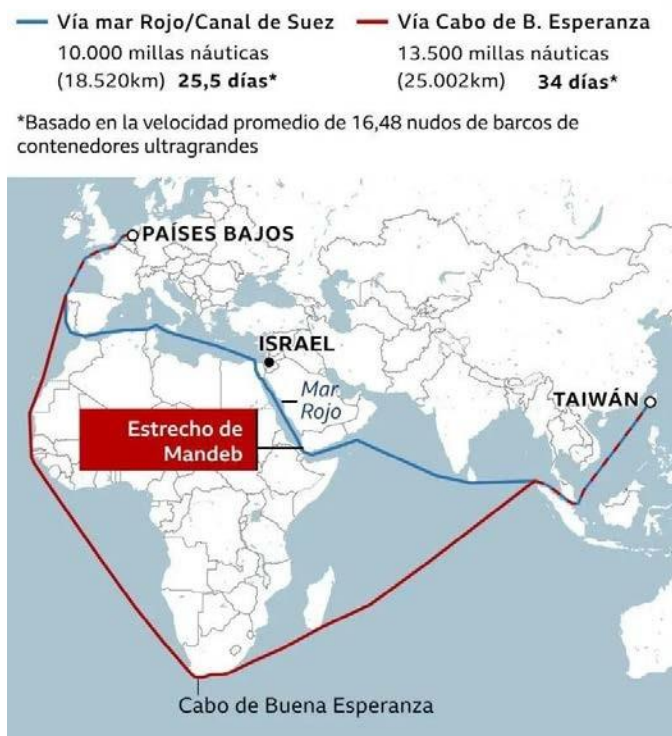 Vía mar Rojo/Canal de Suez
10.000 millas náuticas
(18.520km) 25,5 días*
Vía Cabo de B. Esperanza
13.500 millas náuticas
(25.002km) 34 días*
*Basado en la velocidad promedio de 16,48 nudos de barcos de
contenedores ultragrandes
PAÍSES BAJOS
ISRAEL
Mar
Rojo
TAIWÁN
Estrecho de
Mandeb
Cabo de Buena Esperanza